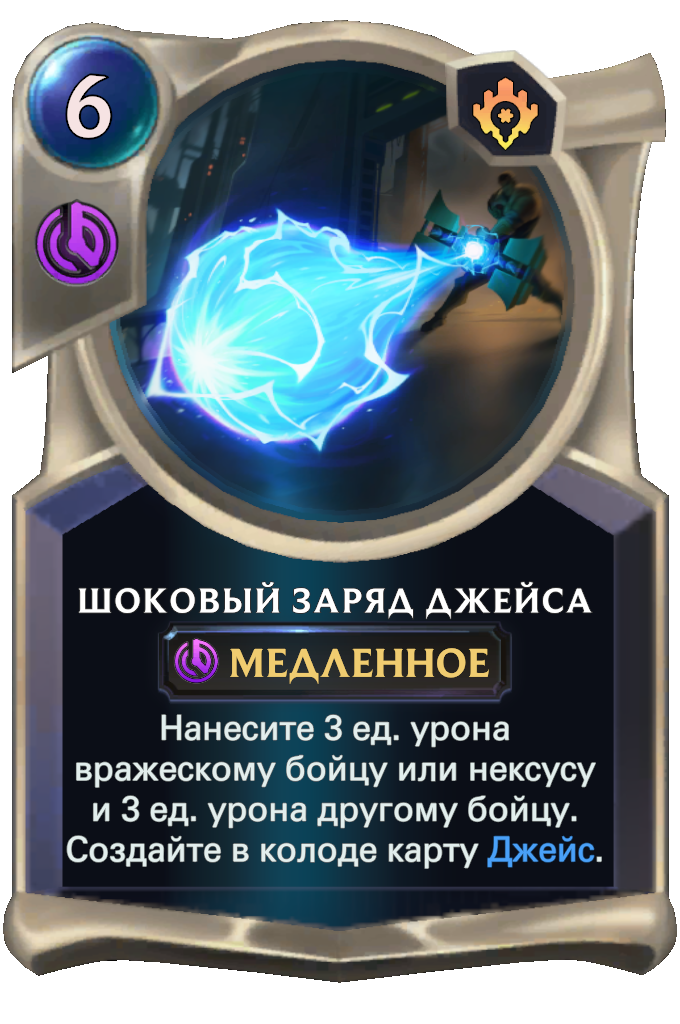 6
ШОКОВЫЙ ЗАРЯД ДЖЕЙСА
МЕДЛЕННОЕ
Нанесите 3 ед. урона
вражескому бойцу или нексусу
и 3 ед. урона другому бойцу.
Создайте в колоде карту Джейс.